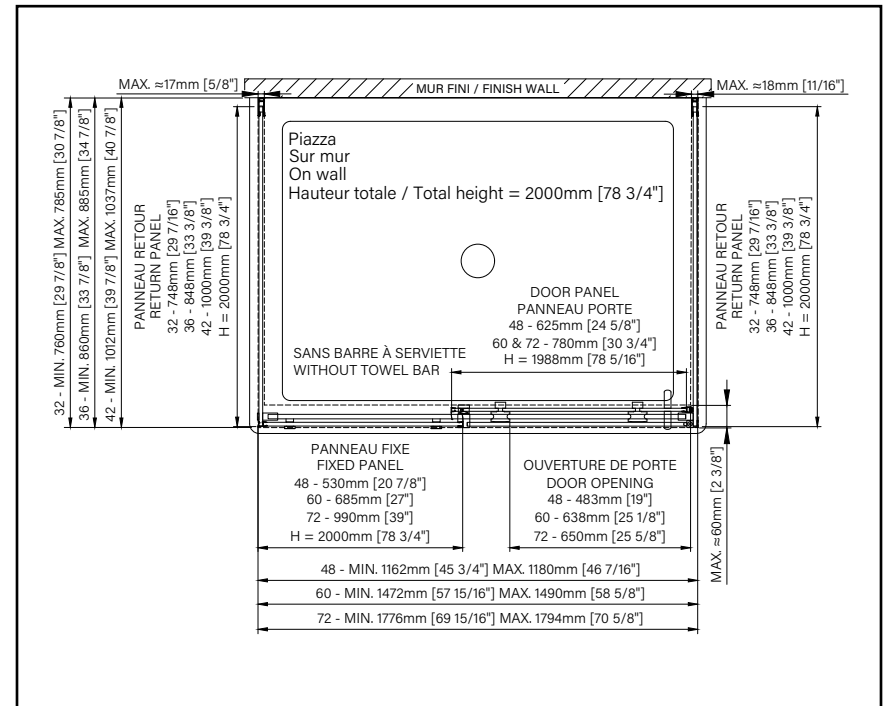 MAX. ≈17mm [5/8"]
MUR FINI / FINISH WALL
MAX. ≈18mm [11/16"]
32 - MIN. 760mm [29 7/8"] MAX. 785mm [30 7/8"]
36 - MIN. 860mm [33 7/8"] MAX. 885mm [34 7/8"]
42 - MIN. 1012mm [39 7/8"] MAX. 1037mm [40 7/8"]
PANNEAU RETOUR
RETURN PANEL
32 - 748mm [29 7/16"]
36 - 848mm [33 3/8"]
42 - 1000mm [39 3/8"]
H = 2000mm [78 3/4"]
Piazza
Sur mur
On wall
Hauteur totale / Total height = 2000mm [78 3/4"]
DOOR PANEL
PANNEAU PORTE
48 - 625mm [24 5/8"]
60 & 72 - 780mm [30 3/4"]
H = 1988mm [78 5/16"]
SANS BARRE À SERVIETTE
WITHOUT TOWEL BAR
PANNEAU RETOUR
RETURN PANEL
32 - 748mm [29 7/16"]
36 - 848mm [33 3/8"]
42 - 1000mm [39 3/8"]
H = 2000mm [78 3/4"]
PANNEAU FIXE
FIXED PANEL
48 - 530mm [20 7/8"]
60 - 685mm [27"]
72 - 990mm [39"]
H = 2000mm [78 3/4"]
OUVERTURE DE PORTE
DOOR OPENING
48 - 483mm [19"]
60 - 638mm [25 1/8"]
72 - 650mm [25 5/8"]
MAX. ≈60mm [2 3/8"]
48 - MIN. 1162mm [45 3/4"] MAX. 1180mm [46 7/16"]
60 - MIN. 1472mm [57 15/16"] MAX. 1490mm [58 5/8"]
72 - MIN. 1776mm [69 15/16"] MAX. 1794mm [70 5/8"]